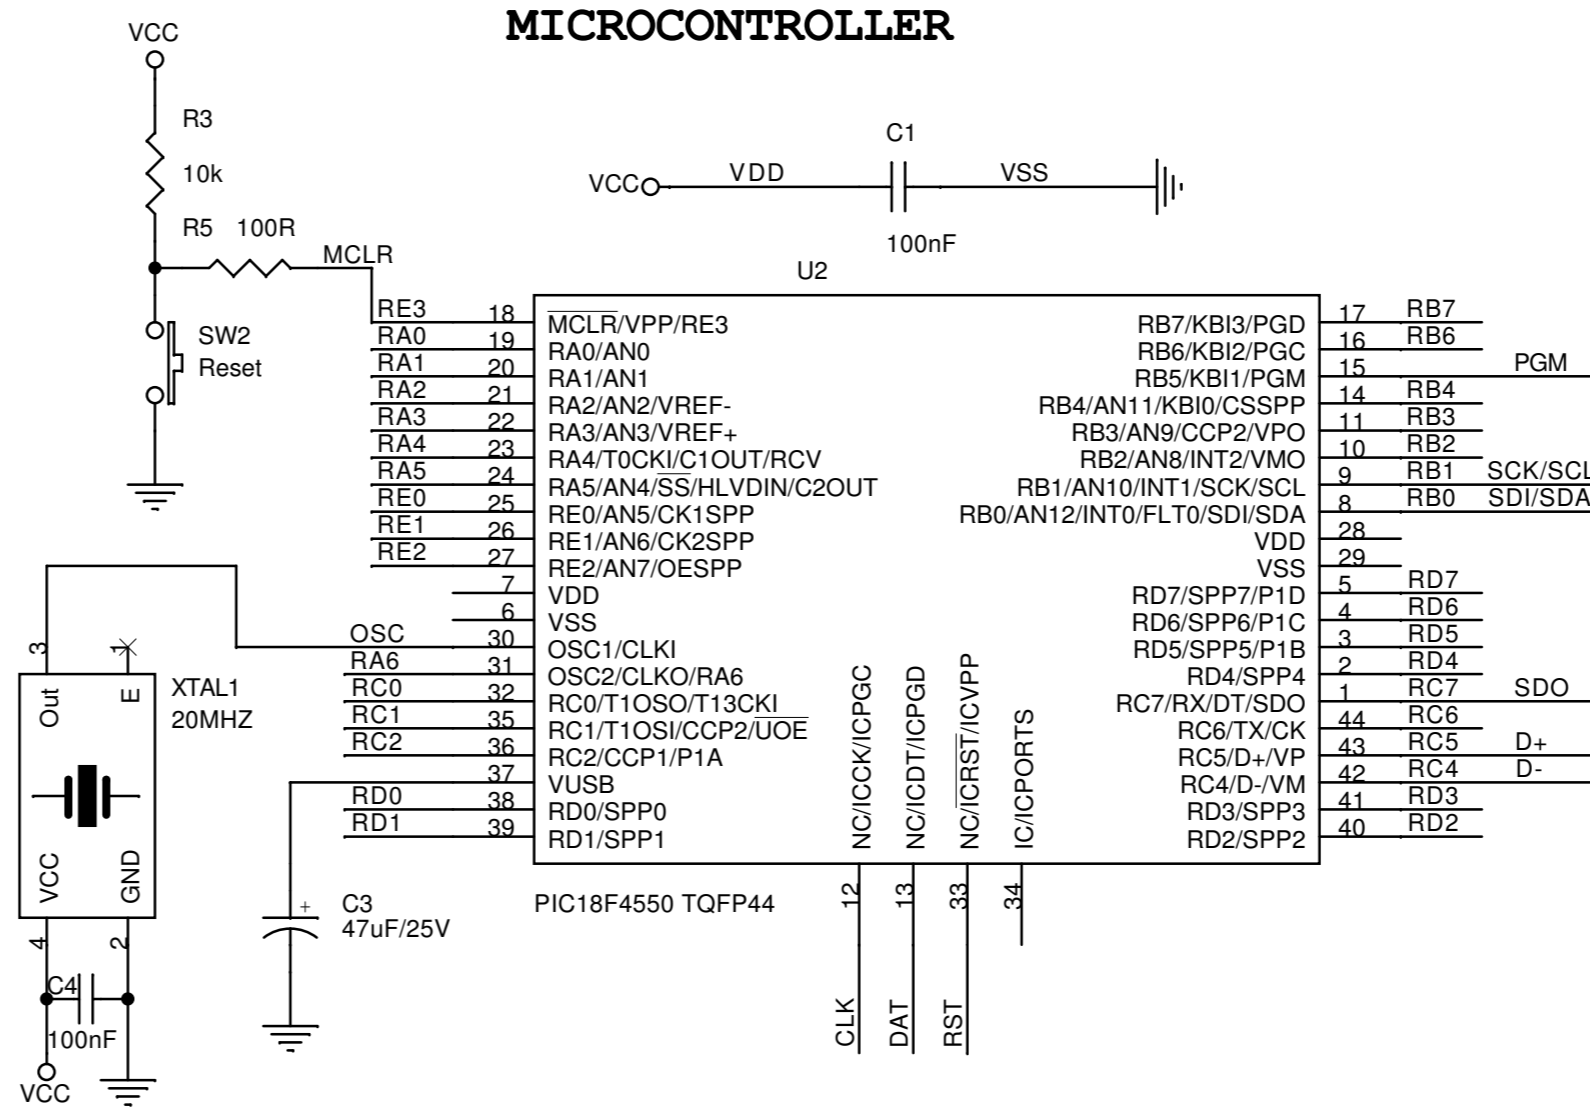 MICROCONTROLLER
VCC
R3
10k
R5 100R
MCLR
SW2
Reset
C1
VCC VDD VSS
100nF
U2
RE3 18 MCLR/VPP/RE3
RA0 19 RA0/AN0
RA1 20 RA1/AN1
RA2 21 RA2/AN2/VREF-
RA3 22 RA3/AN3/VREF+
RA4 23 RA4/T0CKI/C1OUT/RCV
RA5 24 RA5/AN4/SS/HLVDIN/C2OUT
RE0 25 RE0/AN5/CK1SPP
RE1 26 RE1/AN6/CK2SPP
RE2 27 RE2/AN7/OESPP
7 VDD
6 VSS
OSC 30 OSC1/CLKI
RA6 31 OSC2/CLKO/RA6
RC0 32 RC0/T1OSO/T13CKI
RC1 35 RC1/T1OSI/CCP2/UOE
RC2 36 RC2/CCP1/P1A
37 VUSB
RD0 38 RD0/SPP0
RD1 39 RD1/SPP1
RB7/KBI3/PGD 17 RB7
RB6/KBI2/PGC 16 RB6
RB5/KBI1/PGM 15 PGM
RB4/AN11/KBI0/CSSPP 14 RB4
RB3/AN9/CCP2/VPO 11 RB3
RB2/AN8/INT2/VMO 10 RB2
RB1/AN10/INT1/SCK/SCL 9 RB1 SCK/SCL
RB0/AN12/INT0/FLT0/SDI/SDA 8 RB0 SDI/SDA
VDD 28
VSS 29
RD7/SPP7/P1D 5 RD7
RD6/SPP6/P1C 4 RD6
RD5/SPP5/P1B 3 RD5
RD4/SPP4 2 RD4
RC7/RX/DT/SDO 1 RC7 SDO
RC6/TX/CK 44 RC6
RC5/D+/VP 43 RC5 D+
RC4/D-/VM 42 RC4 D-
RD3/SPP3 41 RD3
RD2/SPP2 40 RD2
NC/ICCK/ICPGC 12 CLK
NC/ICDT/ICPGD 13 DAT
NC/ICRST/ICVPP 33 RST
IC/ICPORTS 34
PIC18F4550 TQFP44
3 1
Out E
XTAL1
20MHZ
VCC GND
4 2
C4
100nF
VCC
+ C3
47uF/25V